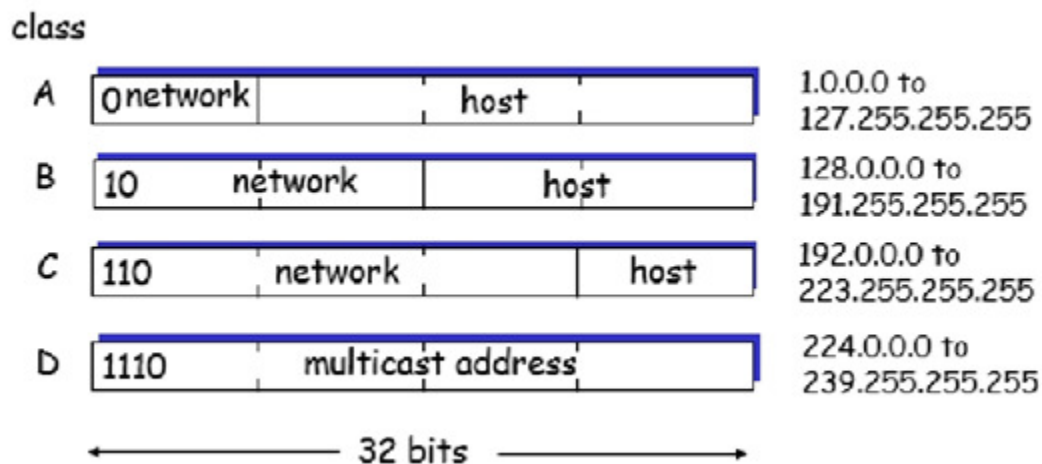 class
A 0 network host 1.0.0.0 to
127.255.255.255
B 10 network host 128.0.0.0 to
191.255.255.255
C 110 network host 192.0.0.0 to
223.255.255.255
D 1110 multicast address 224.0.0.0 to
239.255.255.255
32 bits